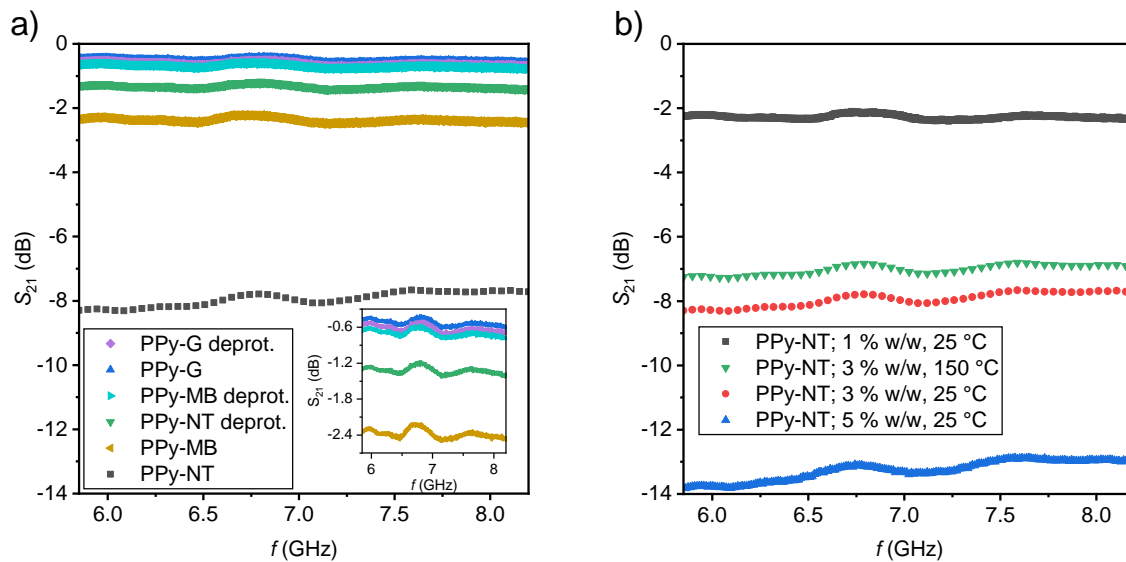 a)
S21 (dB)
0
-2
-4
-6
-8
-10
-12
-14
6.0 6.5 7.0 7.5 8.0
f (GHz)
PPy-G deprot.
PPy-G
PPy-MB deprot.
PPy-NT deprot.
PPy-MB
PPy-NT
S21 (dB)
-0.6
-1.2
-1.8
-2.4
6 7 8
f (GHz)
b)
S21 (dB)
0
-2
-4
-6
-8
-10
-12
-14
6.0 6.5 7.0 7.5 8.0
f (GHz)
PPy-NT; 1 % w/w, 25 °C
PPy-NT; 3 % w/w, 150 °C
PPy-NT; 3 % w/w, 25 °C
PPy-NT; 5 % w/w, 25 °C